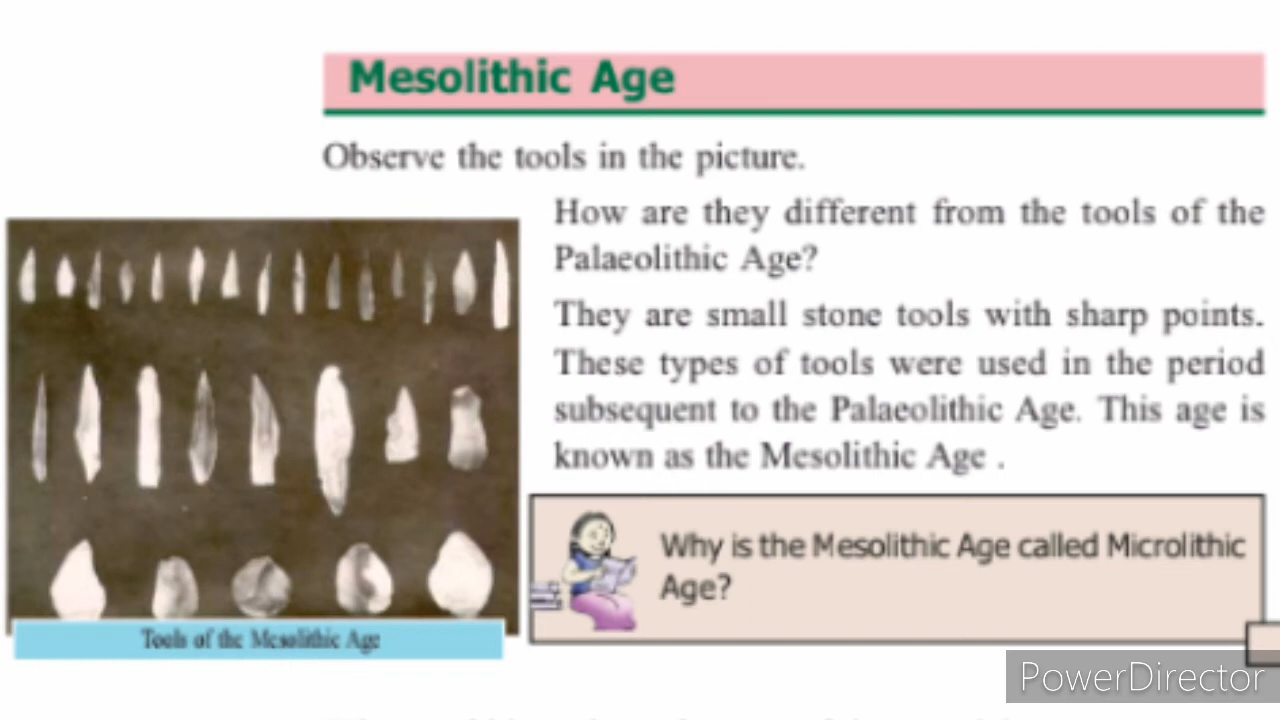 Mesolithic Age
Observe the tools in the picture.
How are they different from the tools of the
Palaeolithic Age?
They are small stone tools with sharp points.
These types of tools were used in the period
subsequent to the Palaeolithic Age. This age is
known as the Mesolithic Age .
Why is the Mesolithic Age called Microlithic
Age?
Tools of the Mesolithic Age
PowerDirector